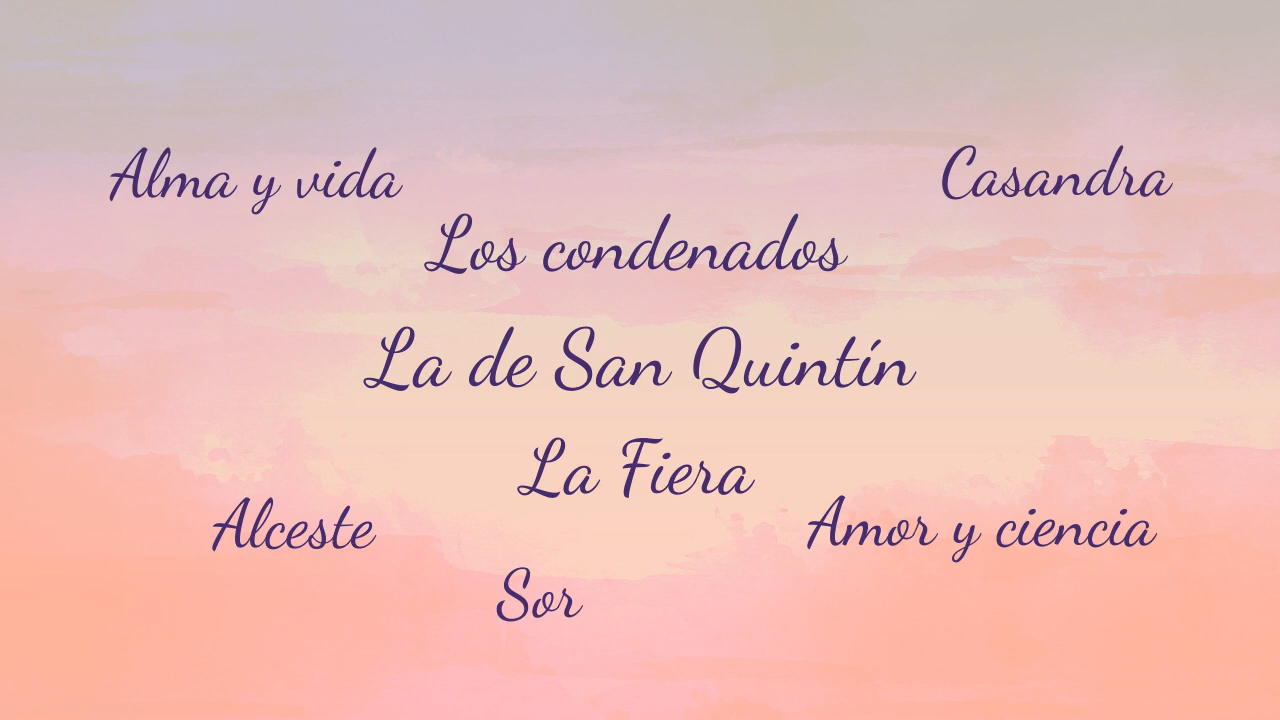 Alma y vida
Casandra
Los condenados
La de San Quintín
La Fiera
Alceste
Amor y ciencia
Sor